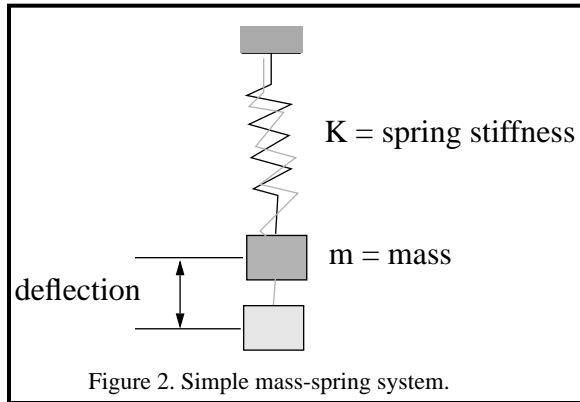 K = spring stiffness
m = mass
deflection
Figure 2. Simple mass-spring system.